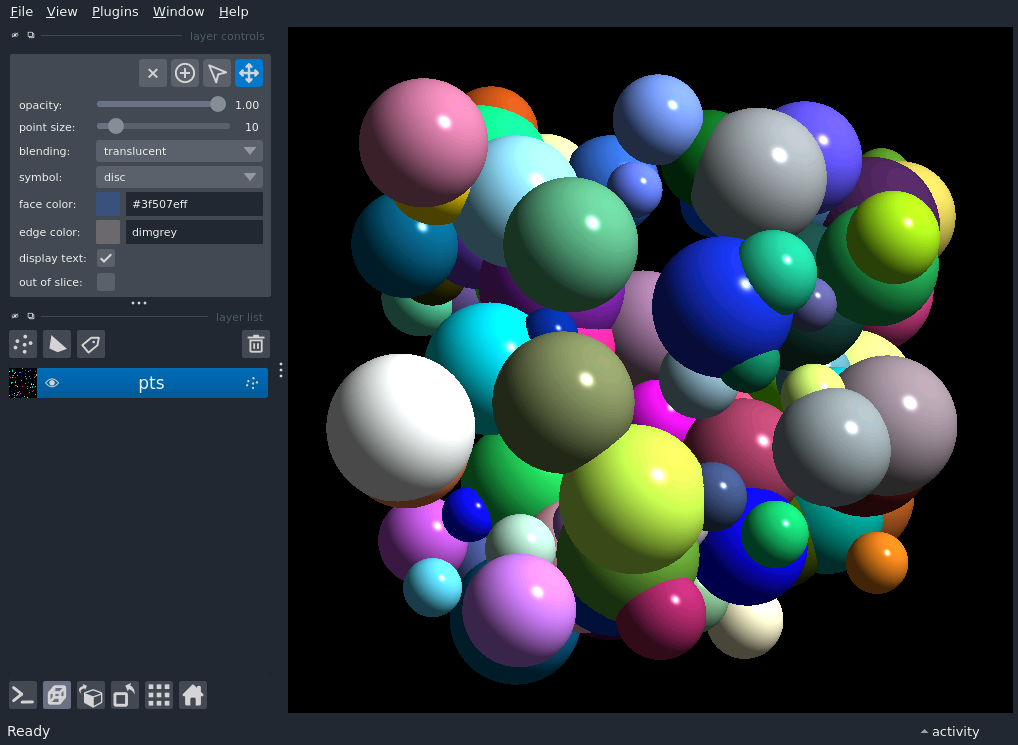 File View Plugins Window Help
layer controls
opacity: 1.00
point size: 10
blending: translucent
symbol: disc
face color: #3f507eff
edge color: dimgrey
display text:
out of slice:
layer list
pts
Ready
activity